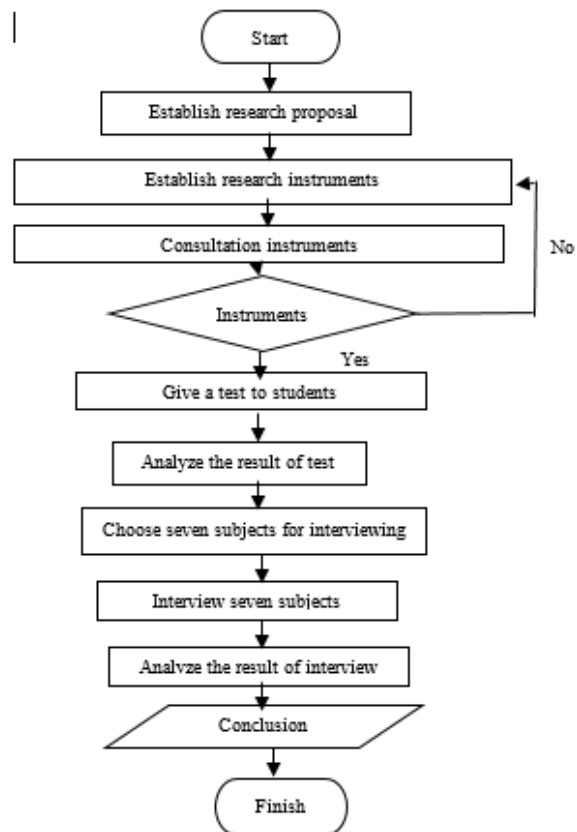 Start
Establish research proposal
Establish research instruments
Consultation instruments
No
Instruments
Yes
Give a test to students
Analyze the result of test
Choose seven subjects for interviewing
Interview seven subjects
Analyze the result of interview
Conclusion
Finish